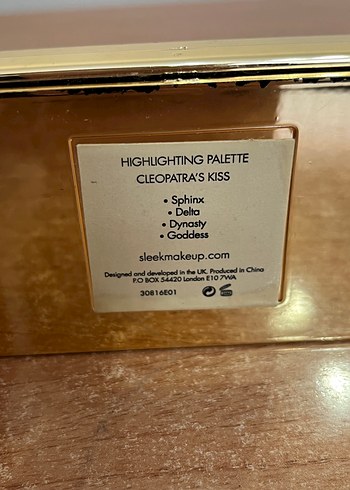 HIGHLIGHTING PALETTE
CLEOPATRA'S KISS
• Sphinx
• Delta
• Dynasty
• Goddess
sleekmakeup.com
Designed and developed in the UK. Produced in China
P.O BOX 54420 London E10 7WA
30816E01